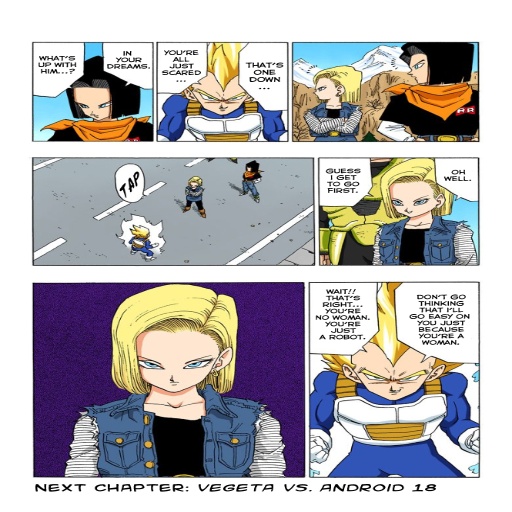 THAT'S
ONE
DOWN
...
YOU'RE
ALL
JUST
SCARED
...
IN
YOUR
DREAMS.
WHAT'S
UP WITH
HIM...?
OH
WELL.
GUESS
I GET
TO GO
FIRST.
TAP
DON'T GO
THINKING
THAT I'LL
GO EASY ON
YOU JUST
BECAUSE
YOU'RE A
WOMAN.
WAIT!!
THAT'S
RIGHT...
YOU'RE
NO WOMAN.
YOU'RE
JUST
A ROBOT.
NEXT CHAPTER: VEGETA VS. ANDROID 18